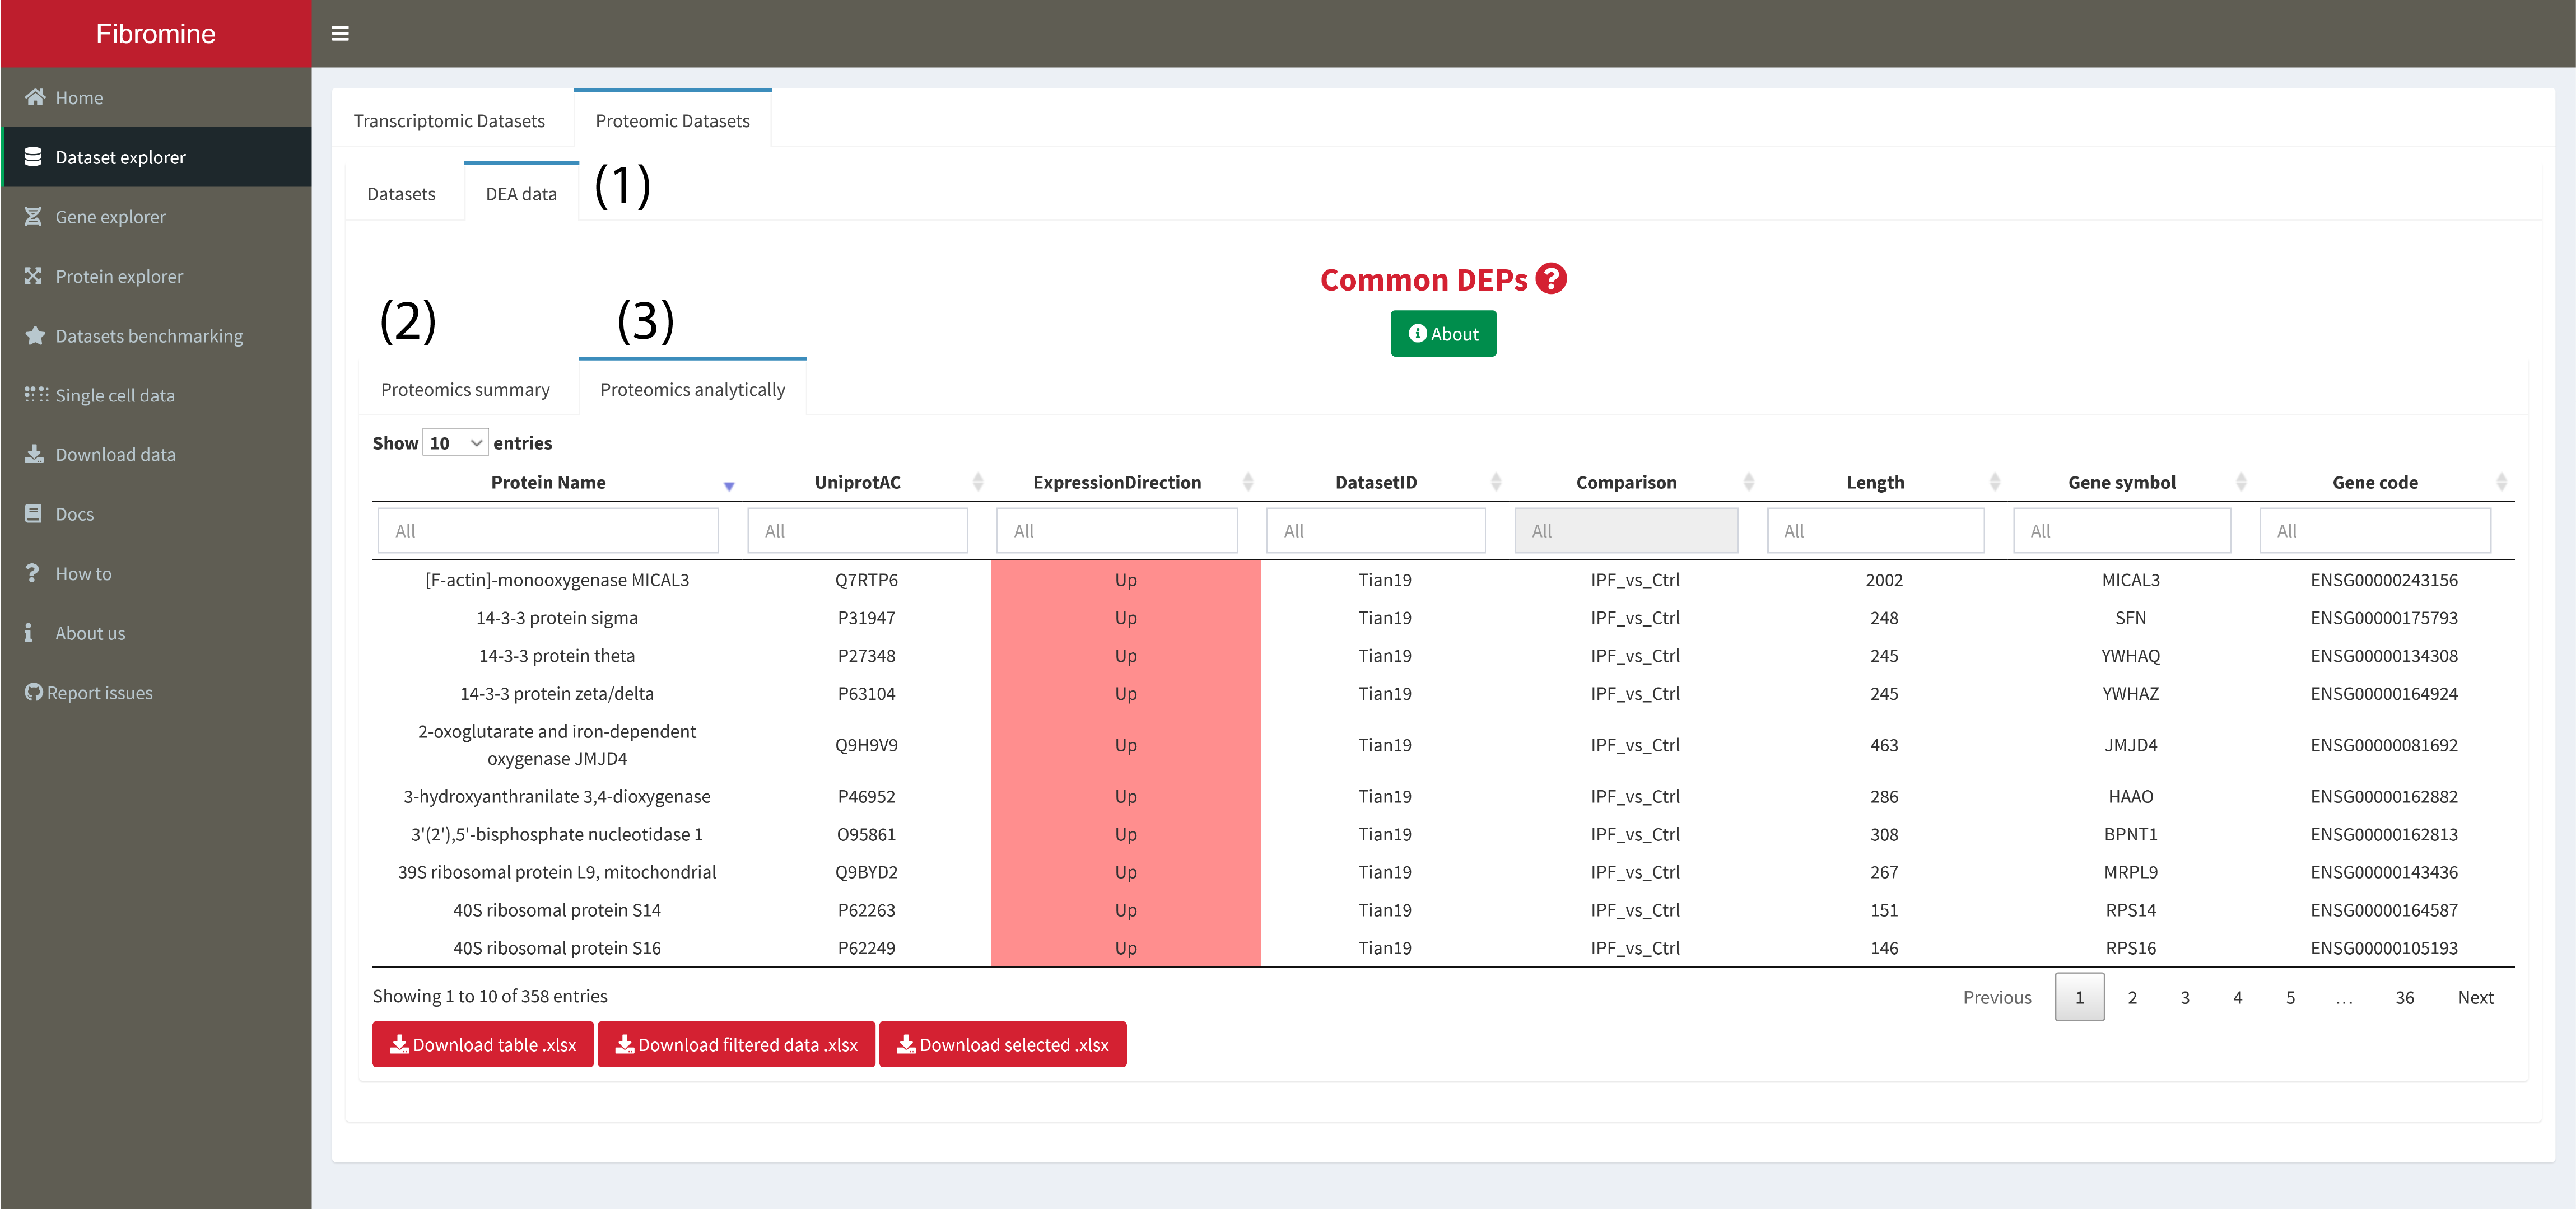 Fibromine
Home
Dataset explorer
Gene explorer
Protein explorer
Datasets benchmarking
Single cell data
Download data
Docs
How to
About us
Report issues
Transcriptomic Datasets Proteomic Datasets
Datasets DEA data (1)
Common DEPs ?
About
(2) (3)
Proteomics summary Proteomics analytically
Show 10 entries
Protein Name UniprotAC ExpressionDirection DatasetID Comparison Length Gene symbol Gene code
All All All All All All All All
[F-actin]-monooxygenase MICAL3 Q7RTP6 Up Tian19 IPF_vs_Ctrl 2002 MICAL3 ENSG00000243156
14-3-3 protein sigma P31947 Up Tian19 IPF_vs_Ctrl 248 SFN ENSG00000175793
14-3-3 protein theta P27348 Up Tian19 IPF_vs_Ctrl 245 YWHAQ ENSG00000134308
14-3-3 protein zeta/delta P63104 Up Tian19 IPF_vs_Ctrl 245 YWHAZ ENSG00000164924
2-oxoglutarate and iron-dependent
oxygenase JMJD4 Q9H9V9 Up Tian19 IPF_vs_Ctrl 463 JMJD4 ENSG00000081692
3-hydroxyanthranilate 3,4-dioxygenase P46952 Up Tian19 IPF_vs_Ctrl 286 HAAO ENSG00000162882
3'(2'),5'-bisphosphate nucleotidase 1 O95861 Up Tian19 IPF_vs_Ctrl 308 BPNT1 ENSG00000162813
39S ribosomal protein L9, mitochondrial Q9BYD2 Up Tian19 IPF_vs_Ctrl 267 MRPL9 ENSG00000143436
40S ribosomal protein S14 P62263 Up Tian19 IPF_vs_Ctrl 151 RPS14 ENSG00000164587
40S ribosomal protein S16 P62249 Up Tian19 IPF_vs_Ctrl 146 RPS16 ENSG00000105193
Showing 1 to 10 of 358 entries Previous 1 2 3 4 5 ... 36 Next
Download table .xlsx Download filtered data .xlsx Download selected .xlsx